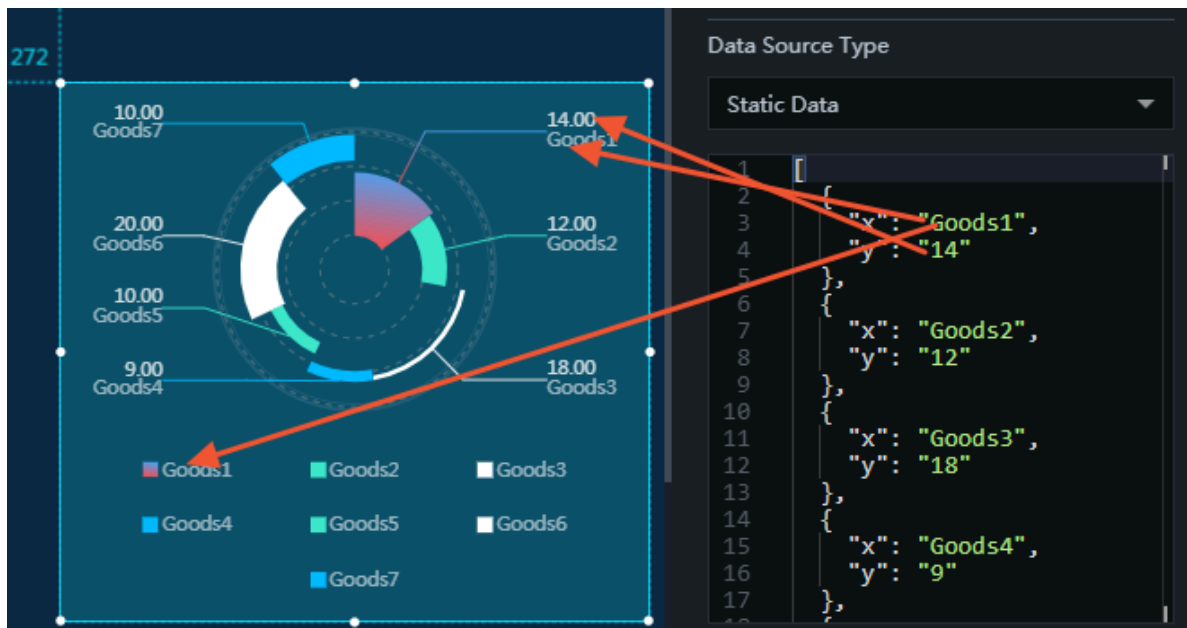 272
10.00
Goods7
14.00
Goods1
20.00
Goods6
12.00
Goods2
10.00
Goods5
9.00
Goods4
18.00
Goods3
Goods1 Goods2 Goods3
Goods4 Goods5 Goods6
Goods7
Data Source Type
Static Data
1 [
2 {
3 "x": "Goods1",
4 "y": "14"
5 },
6 {
7 "x": "Goods2",
8 "y": "12"
9 },
10 {
11 "x": "Goods3",
12 "y": "18"
13 },
14 {
15 "x": "Goods4",
16 "y": "9"
17 },